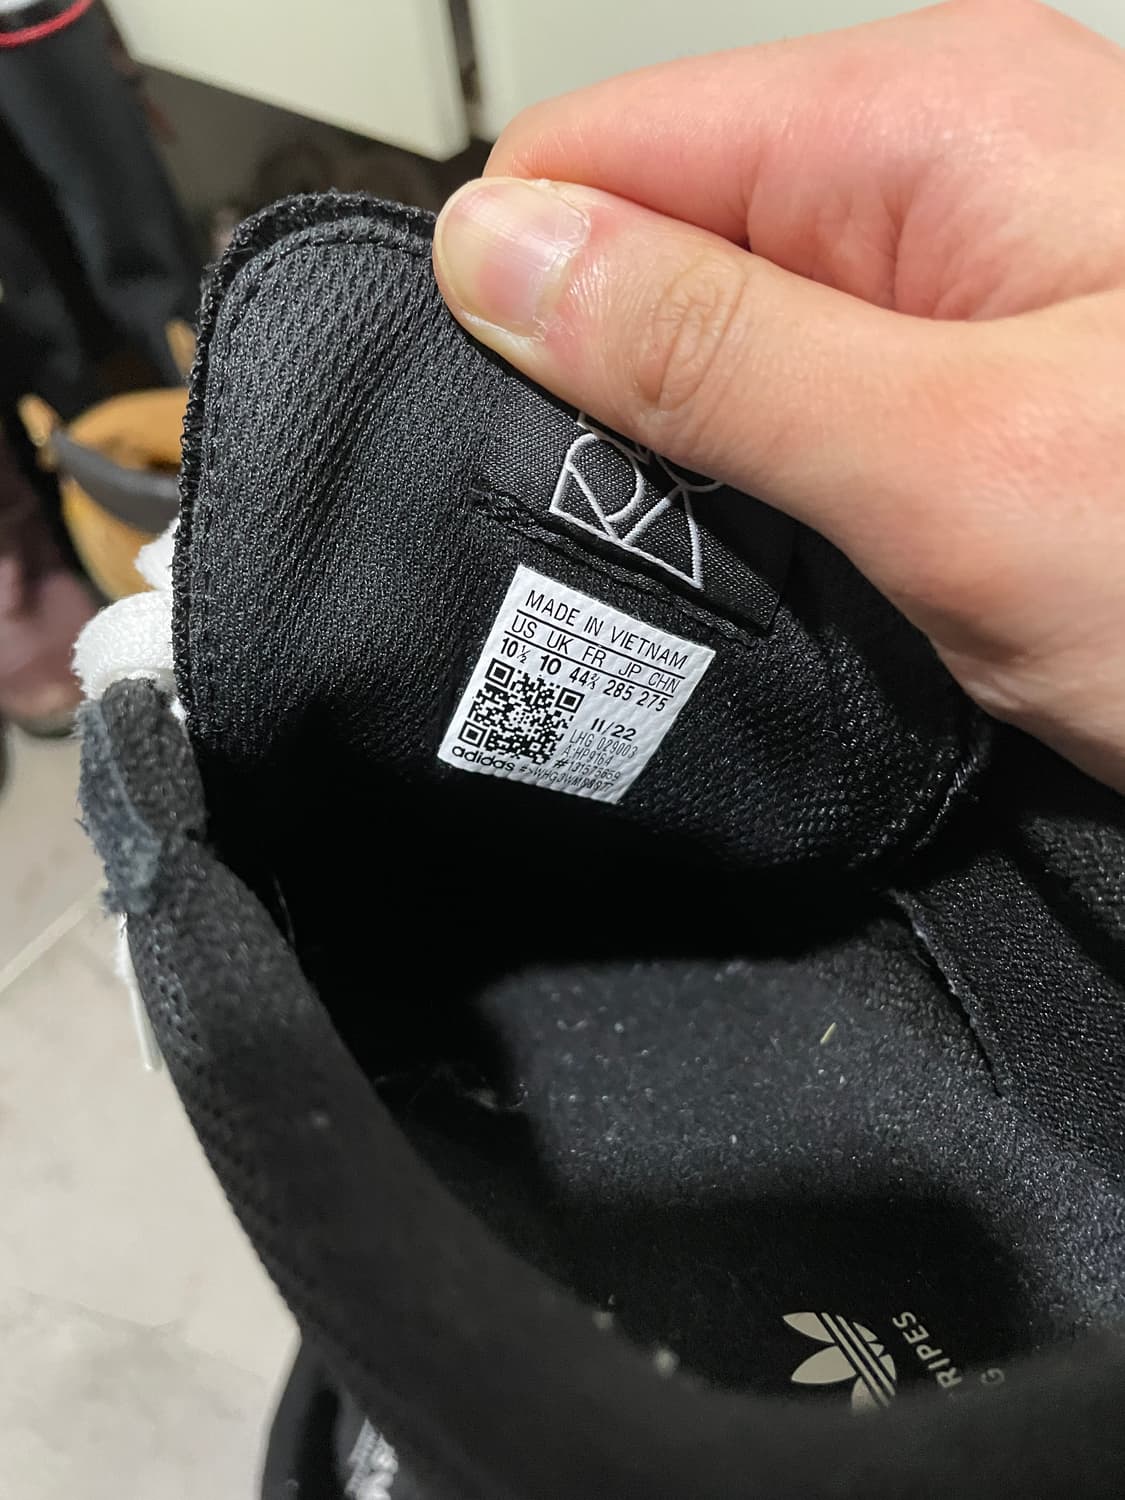 MADE IN VIETNAM
US UK FR JP CHN
10½ 10 44⅔ 285 275
11/22
LHG 029003
adidas
RIPES
G